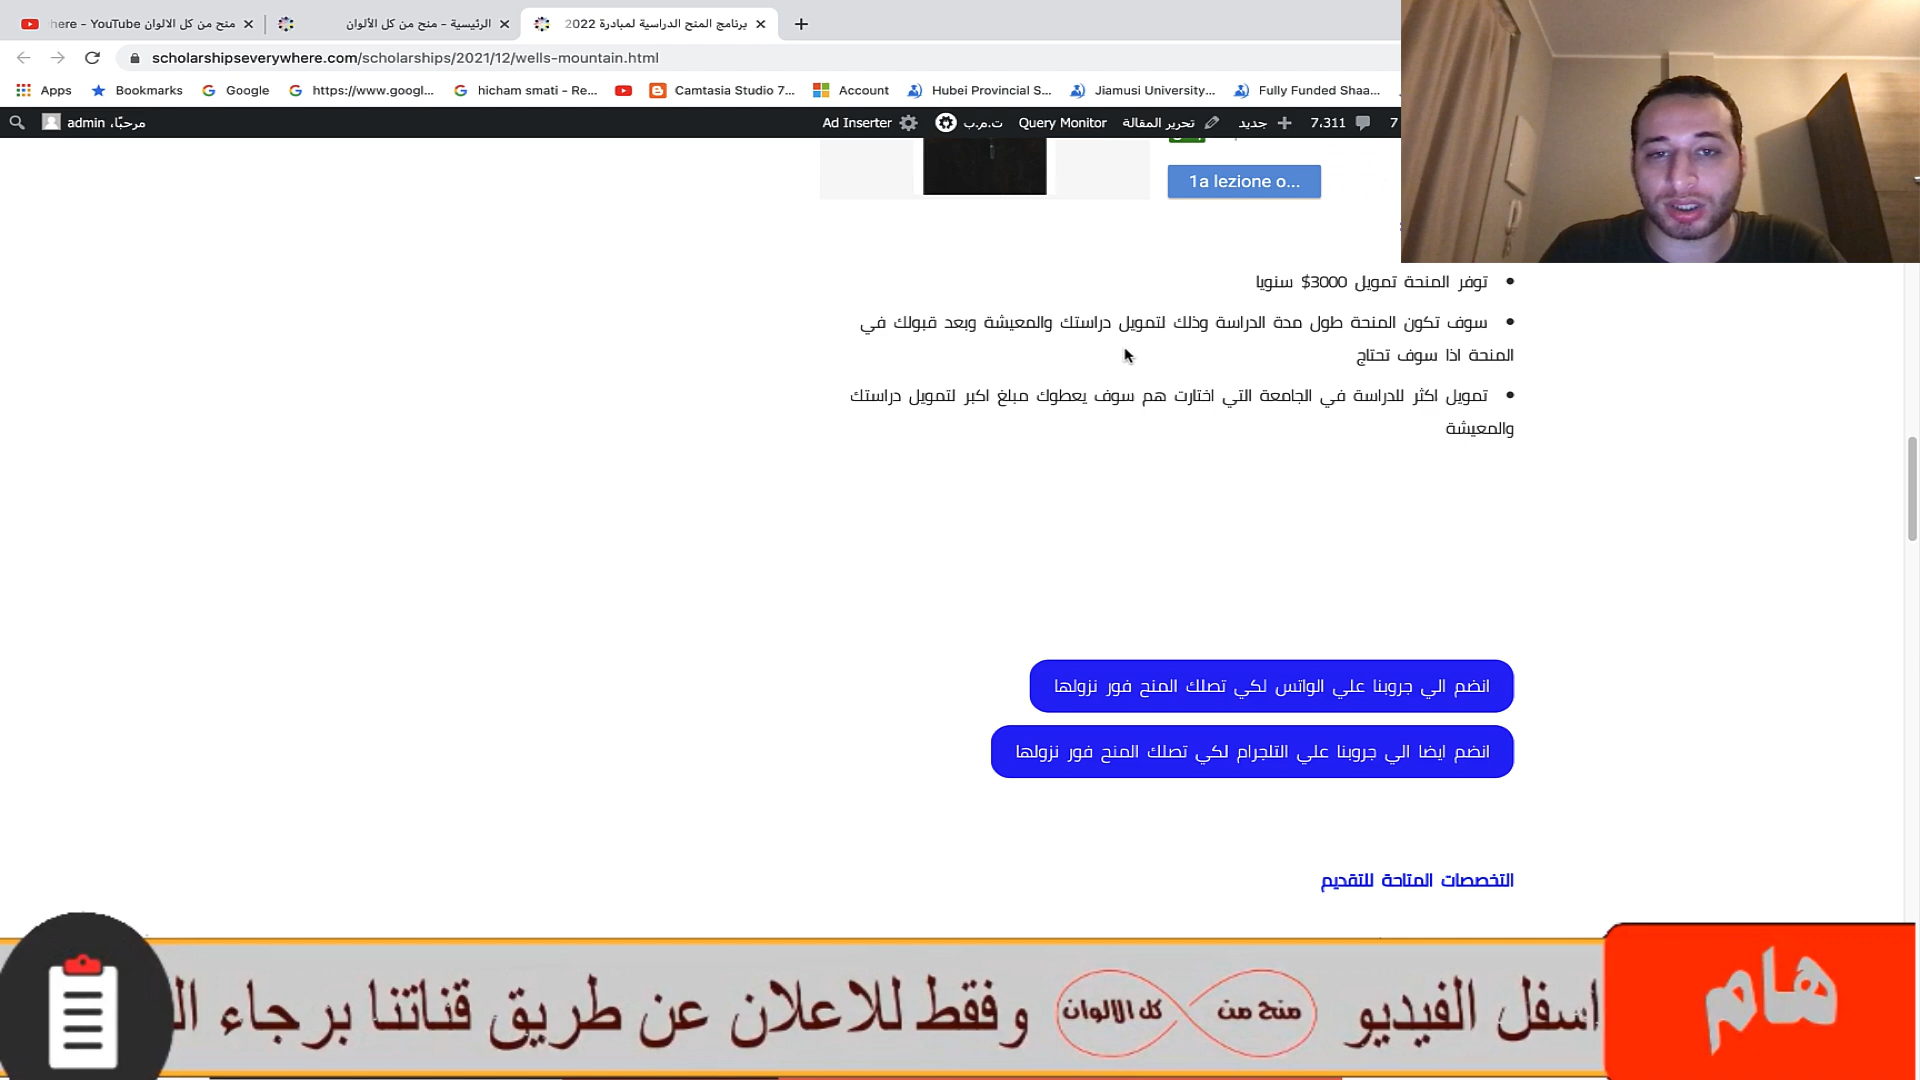 منح من كل الالوان here - YouTube
الرئيسية - منح من كل الألوان
برنامج المنح الدراسية لمبادرة 2022
scholarshipseverywhere.com/scholarships/2021/12/wells-mountain.html
Apps
Bookmarks
Google
https://www.googl...
hicham smati - Re...
Camtasia Studio 7...
Account
Hubei Provincial S...
Jiamusi University...
Fully Funded Shaa...
مرحبًا، admin
Ad Inserter
ت.م.ب
Query Monitor
تحرير المقالة
جديد
7،311
7
1a lezione o...
توفر المنحة تمويل 3000$ سنويا
سوف تكون المنحة طول مدة الدراسة وذلك لتمويل دراستك والمعيشة وبعد قبولك في
المنحة اذا سوف تحتاج
تمويل اكثر للدراسة في الجامعة التي اختارت هم سوف يعطوك مبلغ اكبر لتمويل دراستك
والمعيشة
انضم الي جروبنا علي الواتس لكي تصلك المنح فور نزولها
انضم ايضا الي جروبنا علي التلجرام لكي تصلك المنح فور نزولها
التخصصات المتاحة للتقديم
هام
اسفل الفيديو منح من كل الالوان وفقط للاعلان عن طريق قناتنا برجاء ال